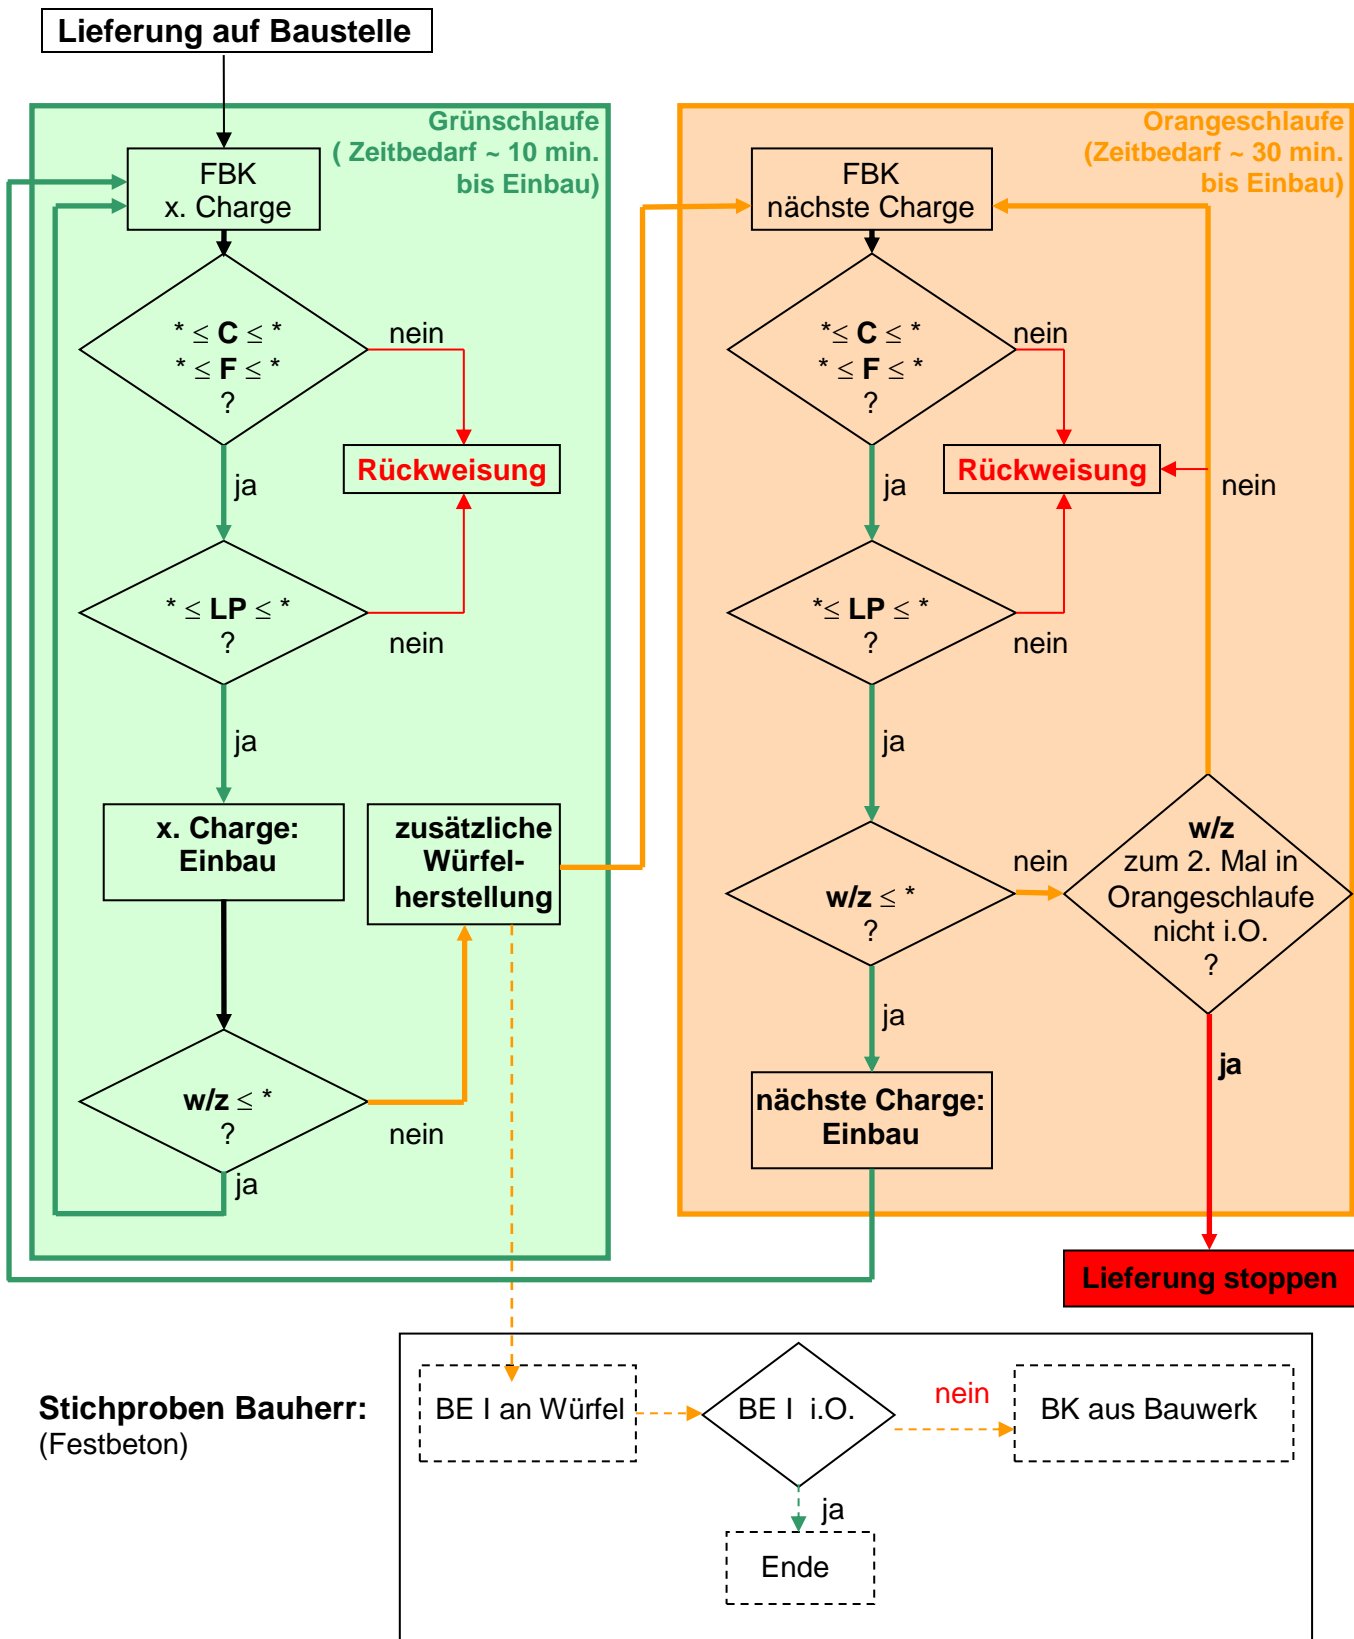 Lieferung auf Baustelle
Grünschlaufe
( Zeitbedarf ~ 10 min.
bis Einbau)
FBK
x. Charge
* ≤ C ≤ *
* ≤ F ≤ *
?
nein
Rückweisung
ja
* ≤ LP ≤ *
?
nein
ja
x. Charge:
Einbau
zusätzliche
Würfel-
herstellung
w/z ≤ *
?
nein
ja
Orangeschlaufe
(Zeitbedarf ~ 30 min.
bis Einbau)
FBK
nächste Charge
*≤ C ≤ *
* ≤ F ≤ *
?
nein
Rückweisung
nein
ja
*≤ LP ≤ *
?
nein
ja
w/z ≤ *
?
nein
w/z
zum 2. Mal in
Orangeschlaufe
nicht i.O.
?
ja
ja
nächste Charge:
Einbau
Lieferung stoppen
Stichproben Bauherr:
(Festbeton)
BE I an Würfel
BE I i.O.
nein
BK aus Bauwerk
ja
Ende